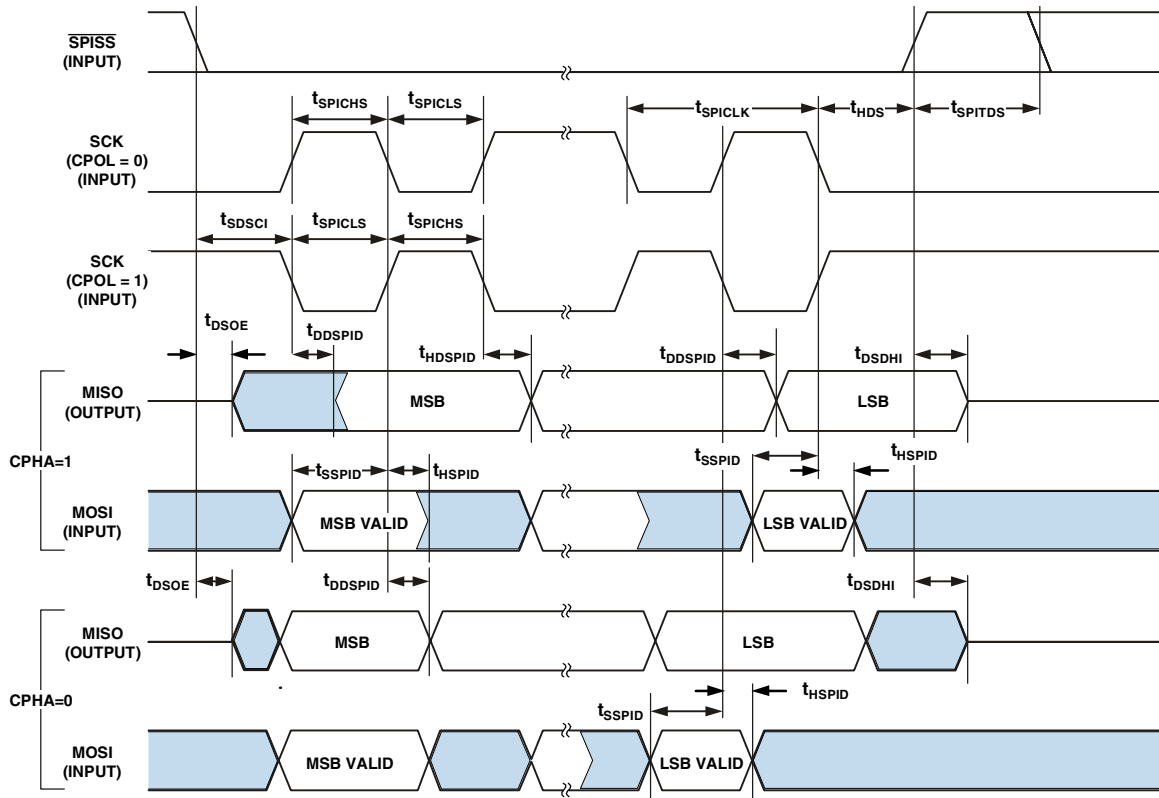 SPISS
(INPUT)
tSPICHS
tSPICLS
tSPICLK
tHDS
tSPITDS
SCK
(CPOL = 0)
(INPUT)
tSDSCI
tSPICLS
tSPICHS
SCK
(CPOL = 1)
(INPUT)
tDSOE
tDDSPID
tHDSPID
tDDSPID
tDSDHI
MISO
(OUTPUT)
MSB
LSB
CPHA=1
tSSPID
tHSPID
tSSPID
tHSPID
MOSI
(INPUT)
MSB VALID
LSB VALID
tDSOE
tDDSPID
tDSDHI
MISO
(OUTPUT)
MSB
LSB
CPHA=0
tSSPID
tHSPID
MOSI
(INPUT)
MSB VALID
LSB VALID